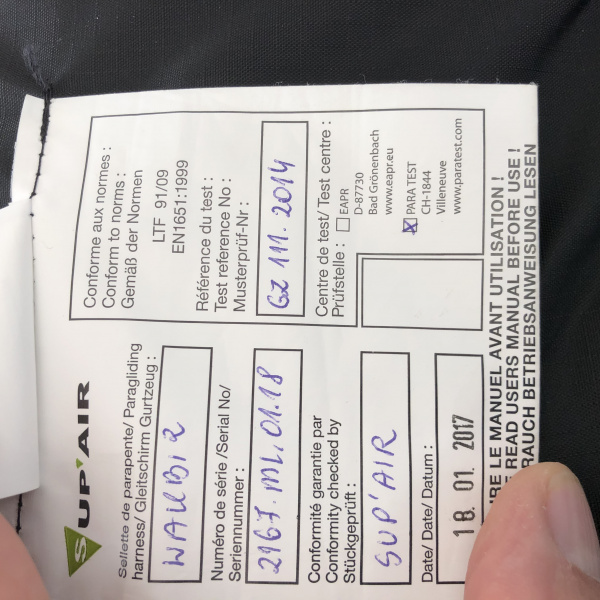 SUP'AIR
Sellette de parapente/ Paragliding
harness/ Gleitschirm Gurtzeug :
WALIBI 2
Numéro de série /Serial No/
Seriennummer :
2167.ML.01.18
Conformité garantie par
Conformity checked by
Stückgeprüft :
SUP'AIR
Date/ Date/ Datum :
18. 01. 2017
Conforme aux normes :
Conform to norms :
Gemäß der Normen
LTF 91/09
EN1651:1999
Référence du test :
Test reference No :
Musterprüf-Nr :
GZ 111. 2014
Centre de test/ Test centre :
Prüfstelle :
EAPR
D-87730
Bad Grönenbach
www.eapr.eu
PARATEST
CH-1844
Villeneuve
www.paratest.com
LE MANUEL AVANT UTILISATION !
READ USERS MANUAL BEFORE USE !
BETRIEBSANWEISUNG LESEN